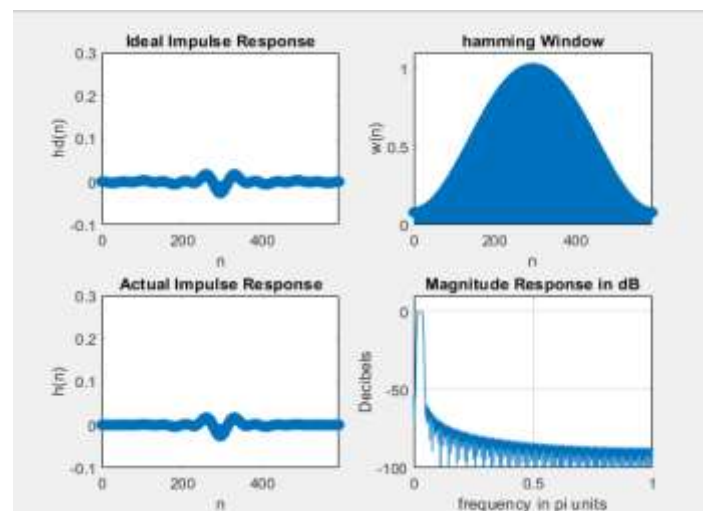 Ideal Impulse Response
0.3
0.2
0.1
0
-0.1
hd(n)
0 200 400
n
hamming Window
1
0.5
0
w(n)
0 200 400
n
Actual Impulse Response
0.3
0.2
0.1
0
-0.1
h(n)
0 200 400
n
Magnitude Response in dB
0
-50
-100
Decibels
0 0.5 1
frequency in pi units